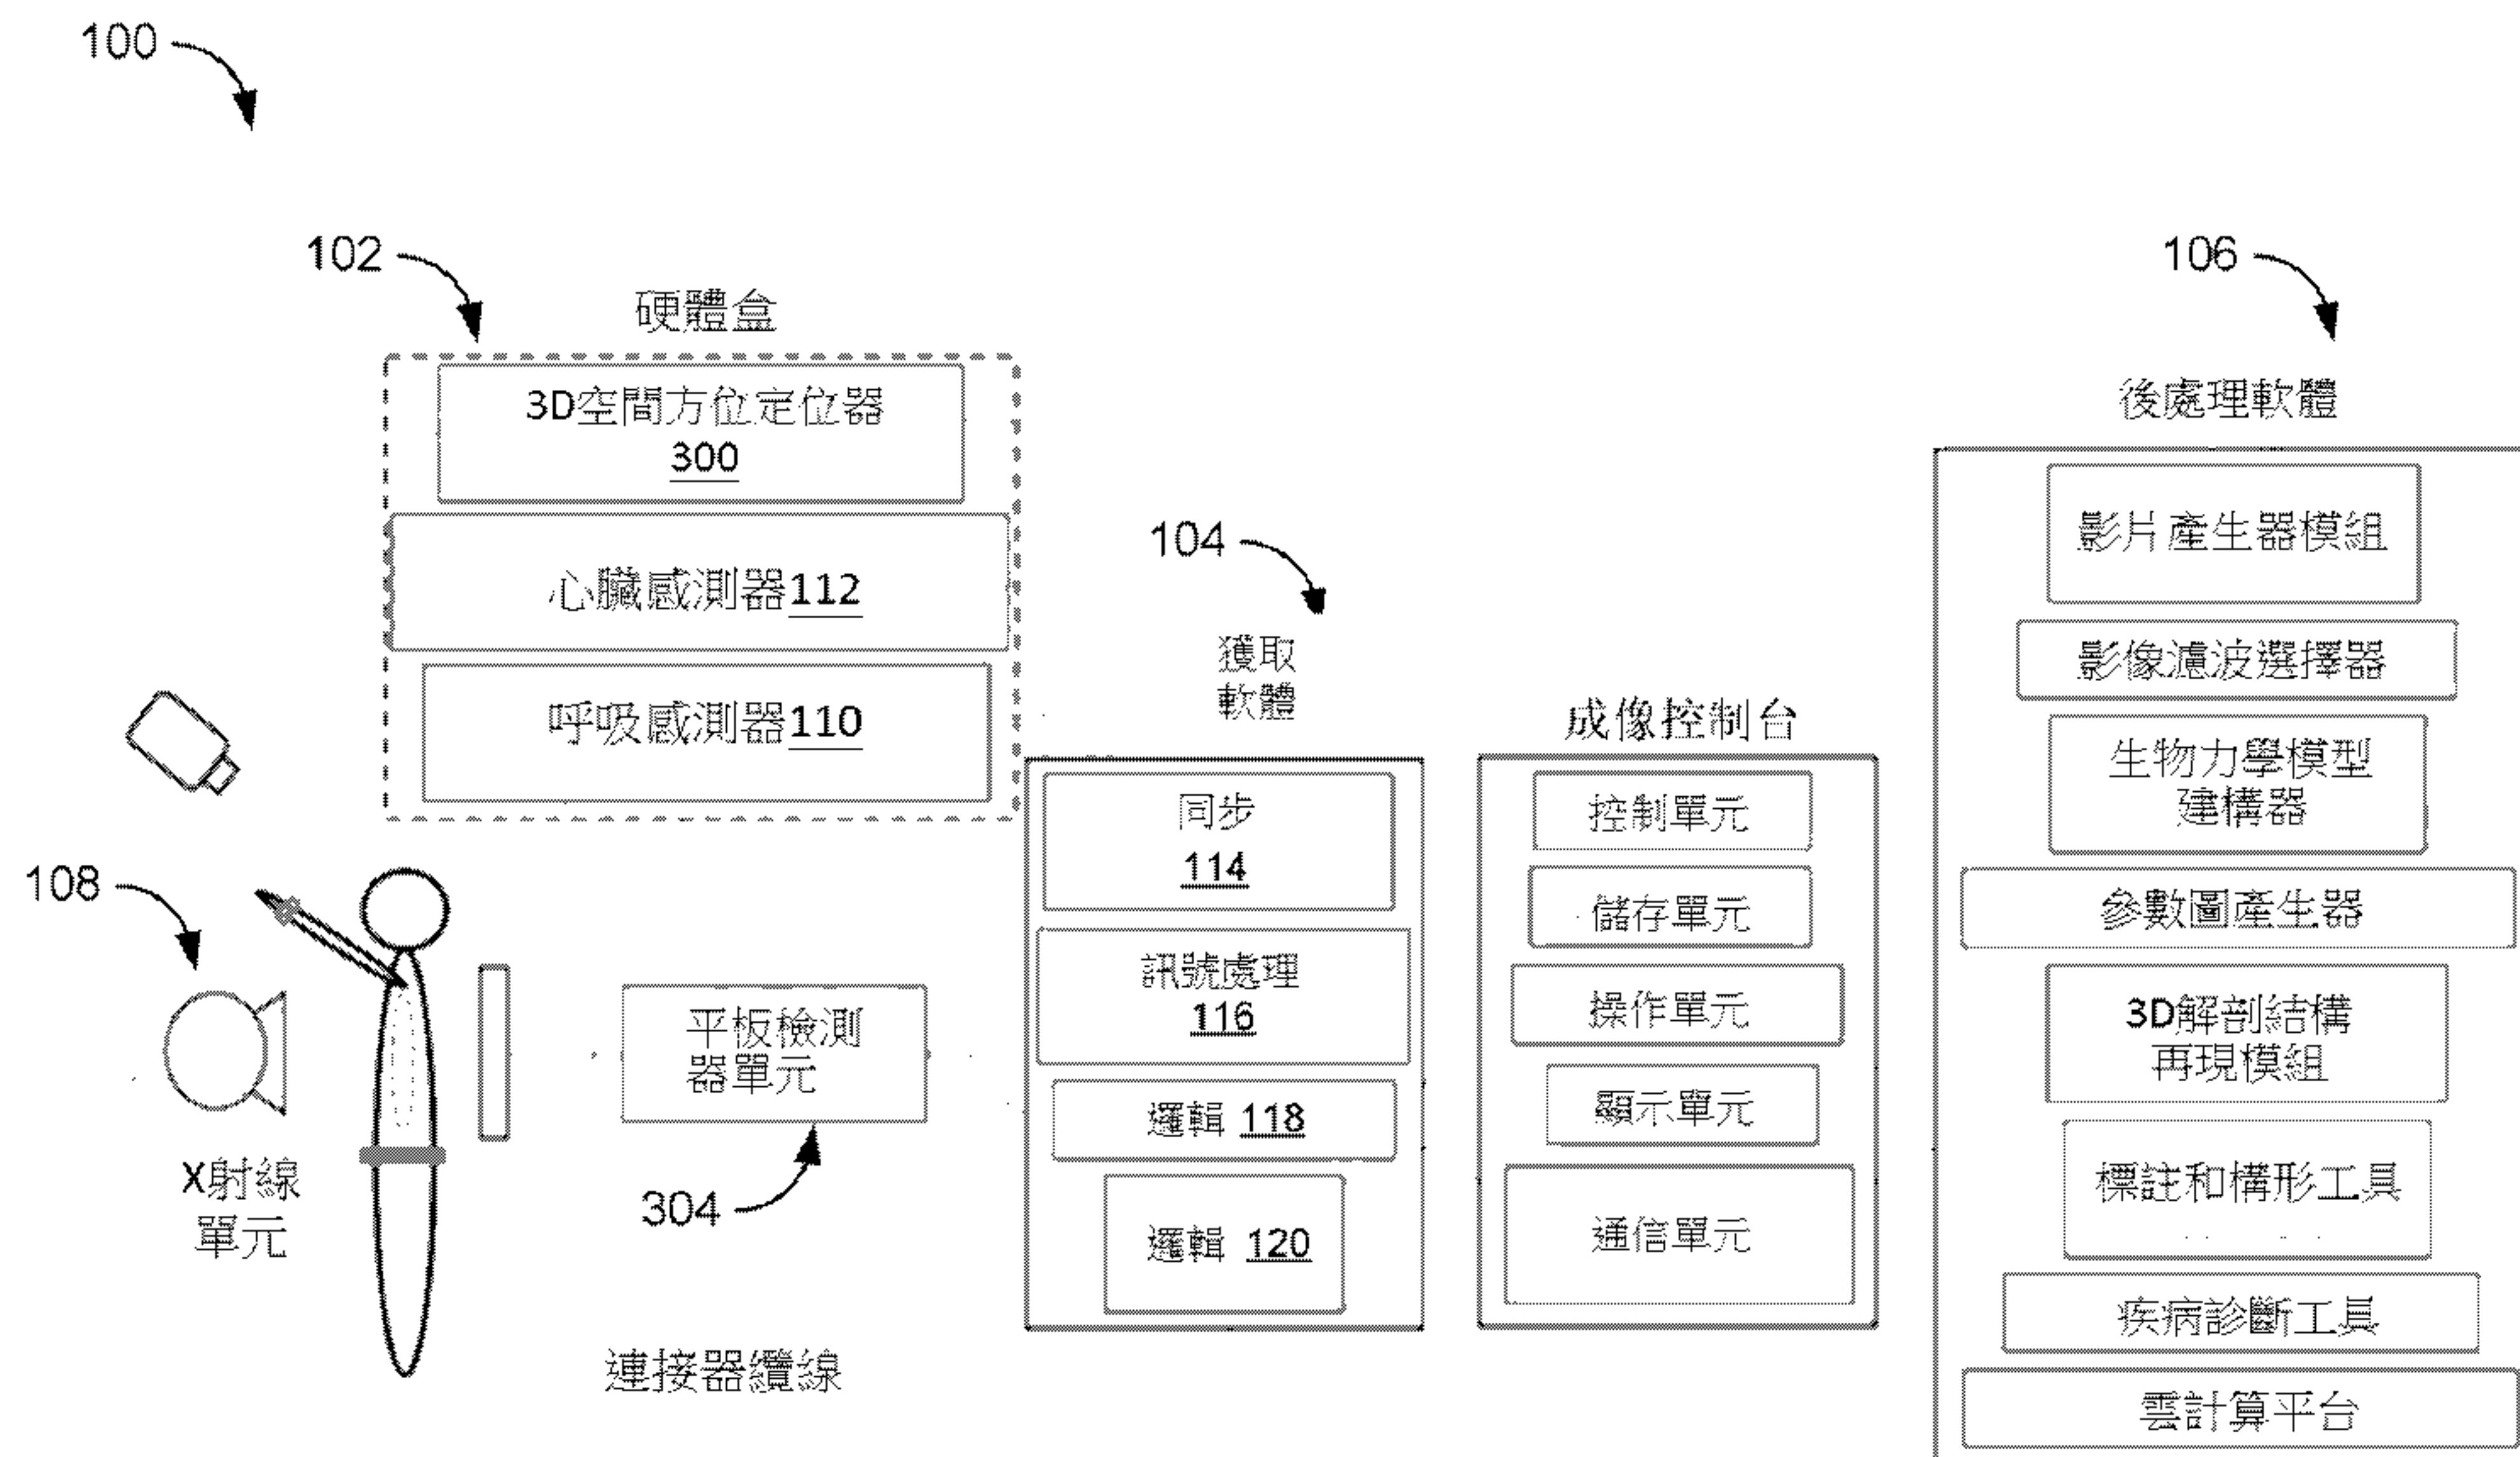 100
102
硬體盒
3D空間方位定位器
300
心臟感測器112
呼吸感測器110
108
X射線
單元
平板檢測
器單元
304
連接器纜線
104
獲取
軟體
同步
114
訊號處理
116
邏輯 118
邏輯 120
成像控制台
控制單元
儲存單元
操作單元
顯示單元
通信單元
106
後處理軟體
影片產生器模組
影像濾波選擇器
生物力學模型
建構器
參數圖產生器
3D解剖結構
再現模組
標註和構形工具
疾病診斷工具
雲計算平台